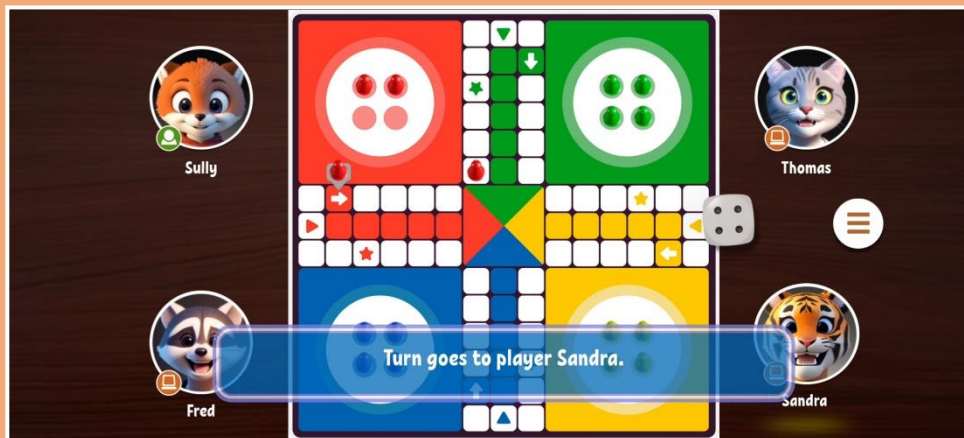 Sully
Thomas
Turn goes to player Sandra.
Fred
Sandra